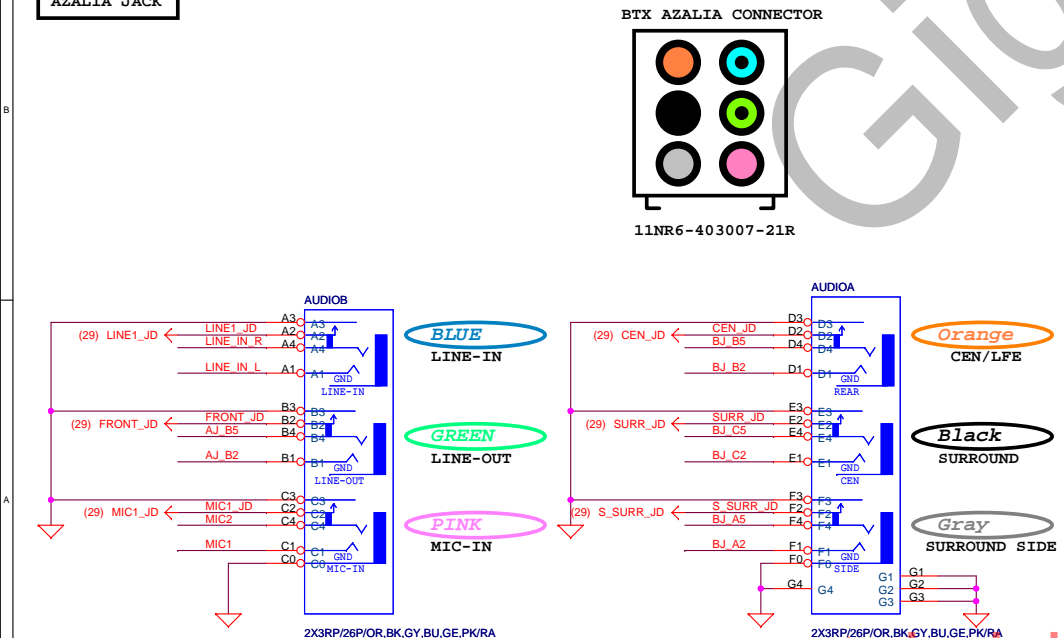 AZALIA JACK
BTX AZALIA CONNECTOR
11NR6-403007-21R
B
A
AUDIOB
A3 A3
(29) LINE1_JD LINE1_JD A2 A2
LINE_IN_R A4 A4
LINE_IN_L A1 A1
GND
LINE-IN
BLUE
LINE-IN
B3 B3
(29) FRONT_JD FRONT_JD B2 B2
AJ_B5 B4 B4
AJ_B2 B1 B1
GND
LINE-OUT
GREEN
LINE-OUT
C3 C3
(29) MIC1_JD MIC1_JD C2 C2
MIC2 C4 C4
MIC1 C1 C1
GND
C0 C0
MIC-IN
PINK
MIC-IN
2X3RP/26P/OR,BK,GY,BU,GE,PK/RA
AUDIOA
D3 D3
(29) CEN_JD CEN_JD D2 D2
BJ_B5 D4 D4
BJ_B2 D1 D1
GND
REAR
Orange
CEN/LFE
E3 E3
(29) SURR_JD SURR_JD E2 E2
BJ_C5 E4 E4
BJ_C2 E1 E1
GND
CEN
Black
SURROUND
F3 F3
(29) S_SURR_JD S_SURR_JD F2 F2
BJ_A5 F4 F4
BJ_A2 F1 F1
GND
F0 F0
SIDE
Gray
SURROUND SIDE
G4 G4
G1 G1
G2 G2
G3 G3
2X3RP/26P/OR,BK,GY,BU,GE,PK/RA